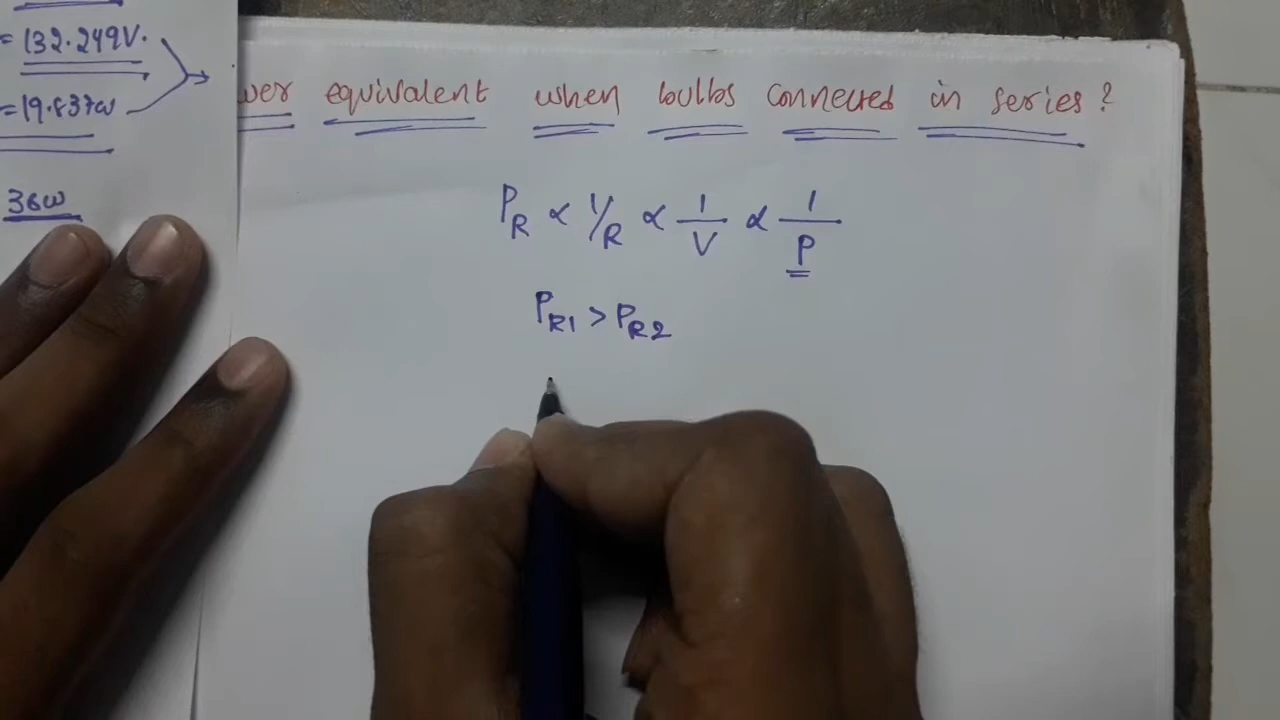 = 132.249V.
= 19.837W
36W
wer equivalent when bulbs connected in series?
P_R ∝ 1/R ∝ 1/V ∝ 1/P
P_R1 > P_R2